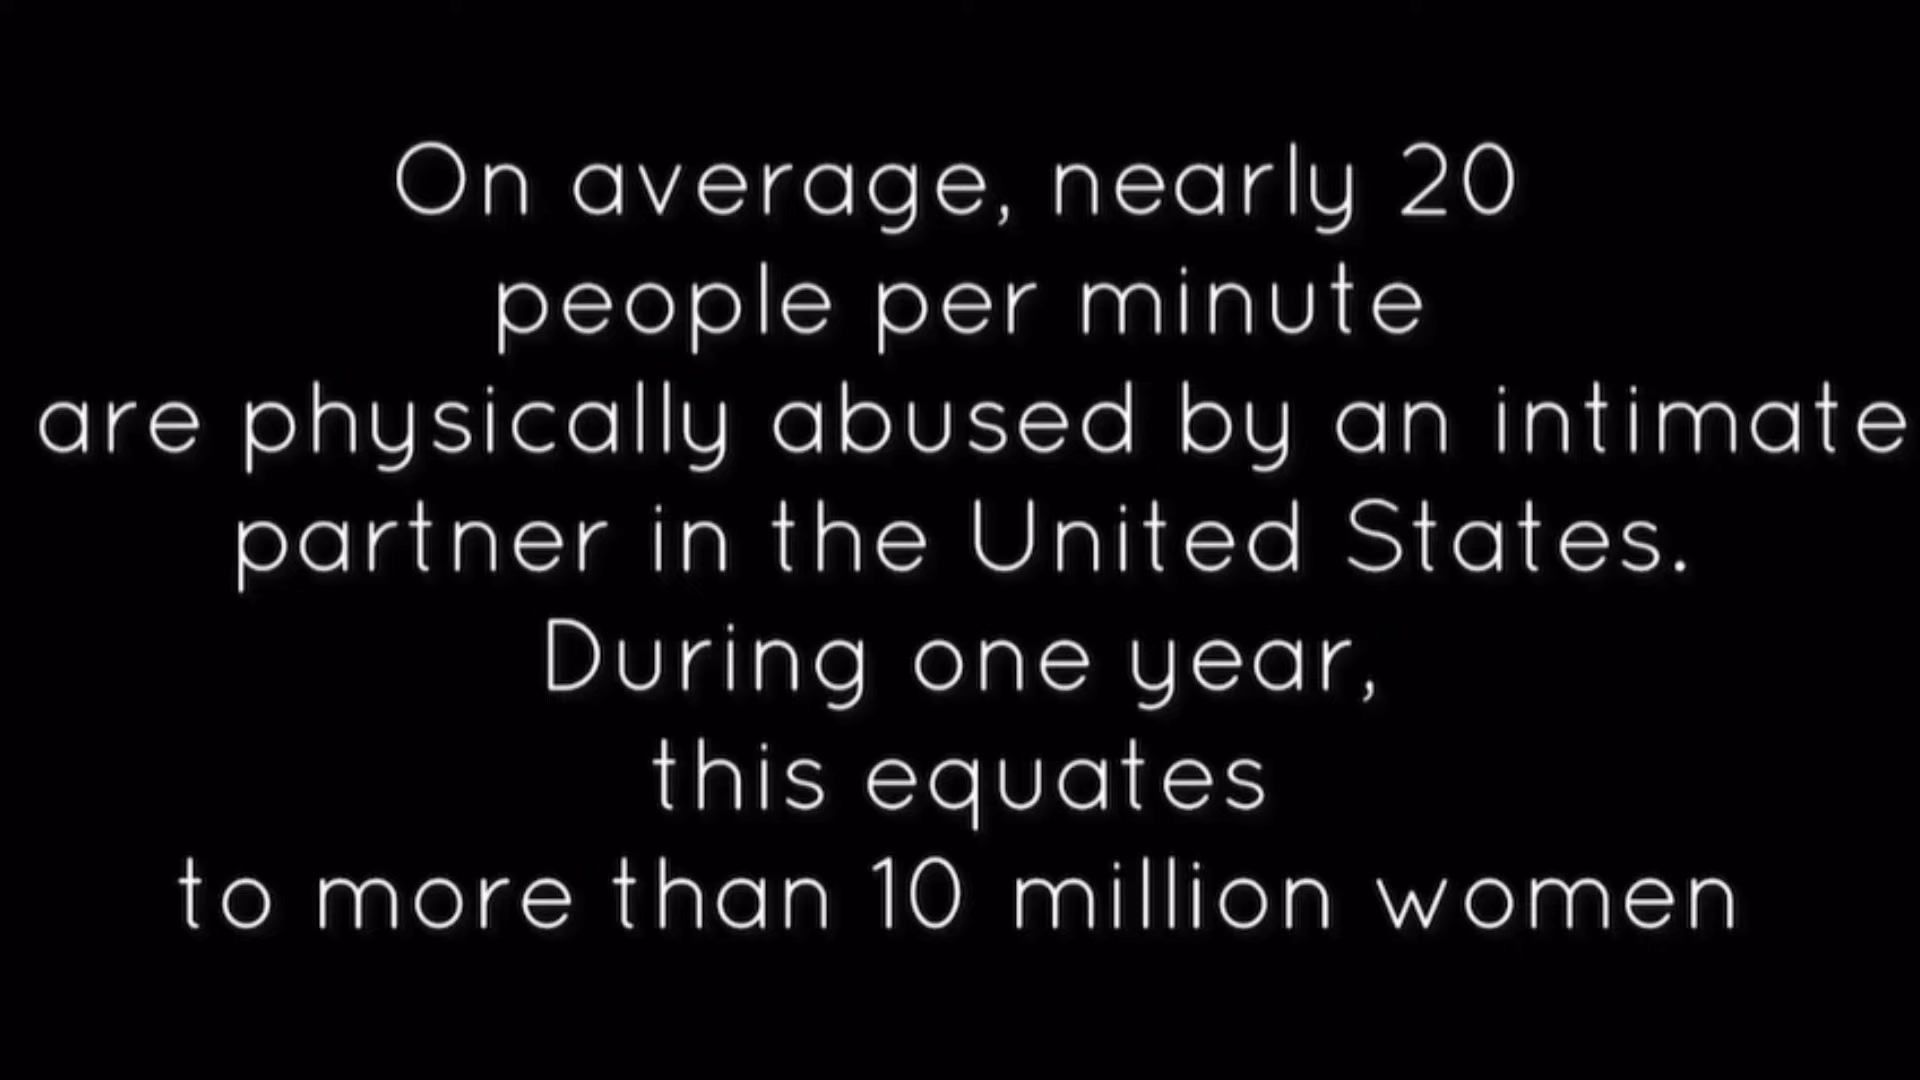 On average, nearly 20
people per minute
are physically abused by an intimate
partner in the United States.
During one year,
this equates
to more than 10 million women